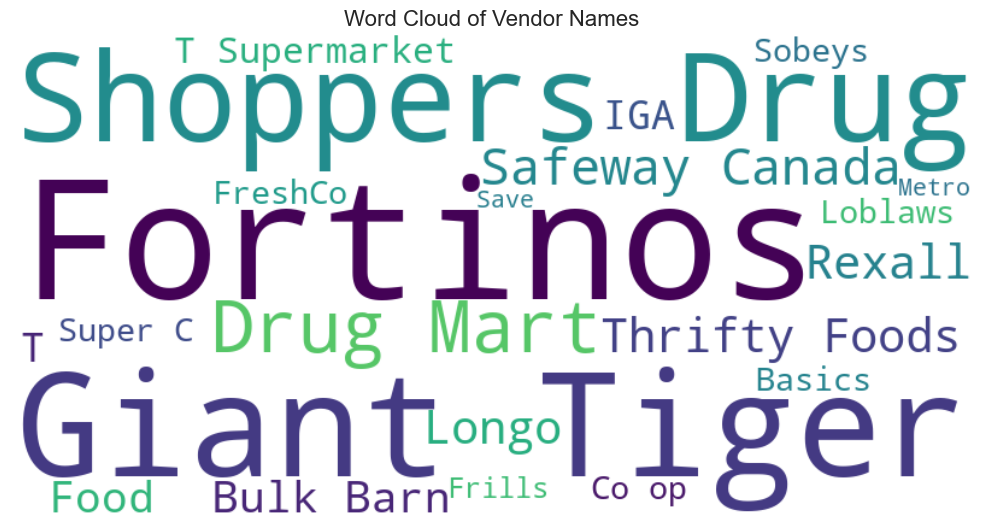 Word Cloud of Vendor Names
T Supermarket
Sobeys
Shoppers Drug
IGA
Safeway Canada
FreshCo
Save
Metro
Fortinos
Loblaws
Rexall
Drug Mart
Thrifty Foods
T
Super C
Giant Tiger
Basics
Longo
Food
Bulk Barn
Frills
Co op